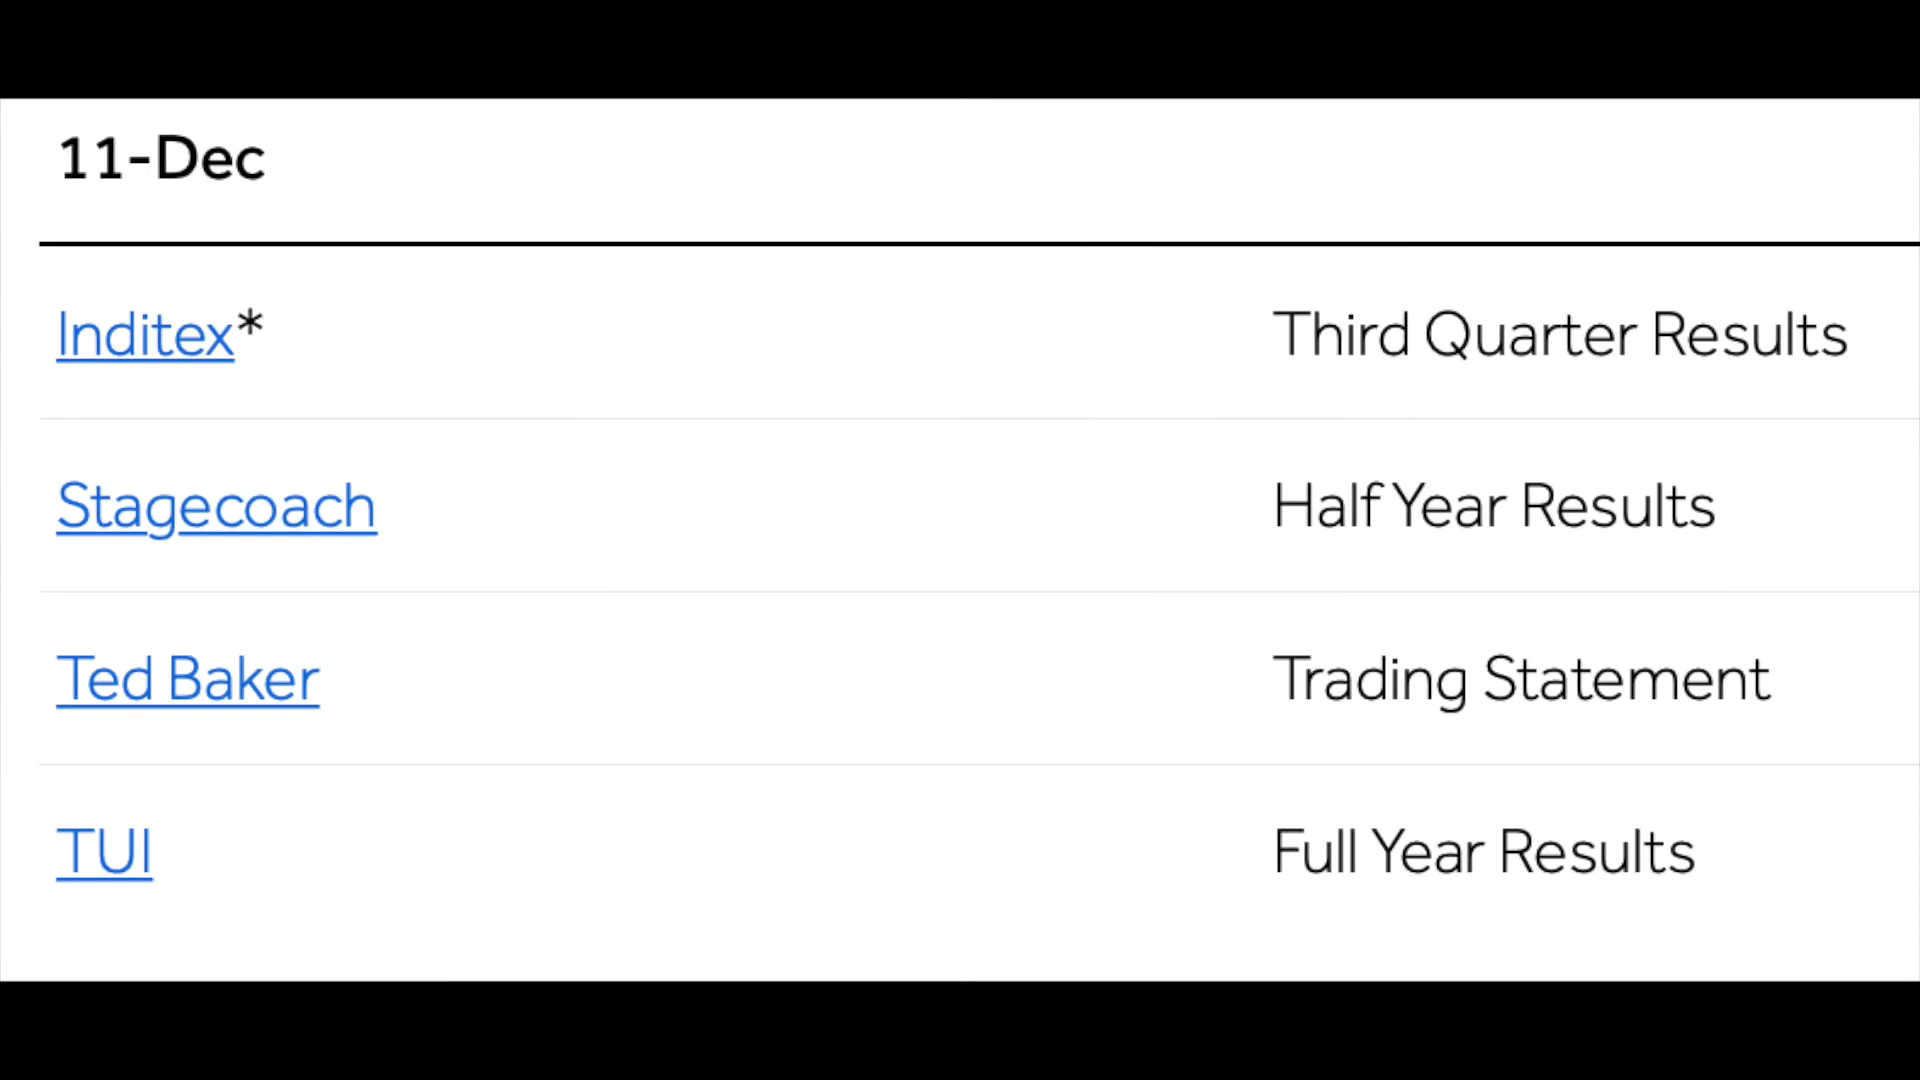 11-Dec
Inditex* Third Quarter Results
Stagecoach Half Year Results
Ted Baker Trading Statement
TUI Full Year Results